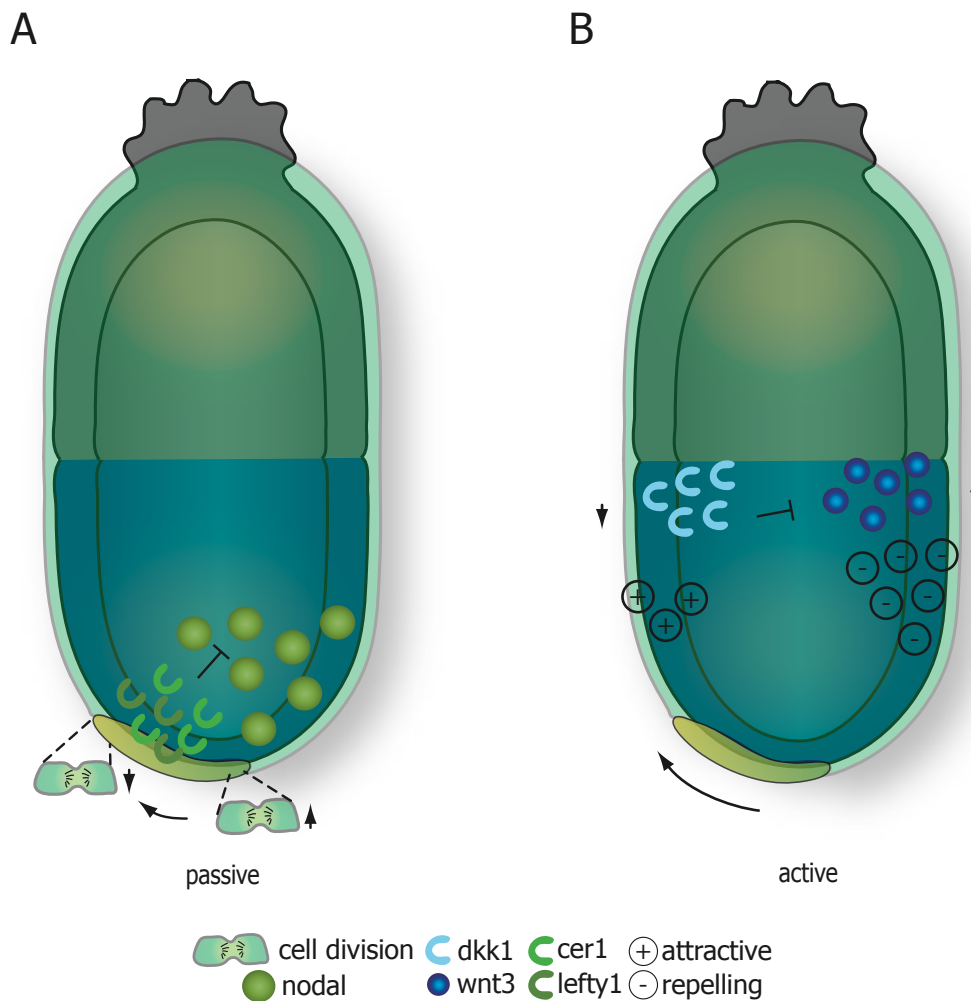 A
B
+
+
+
-
-
-
-
-
-
passive
active
cell division
dkk1
cer1
+ attractive
nodal
wnt3
lefty1
- repelling